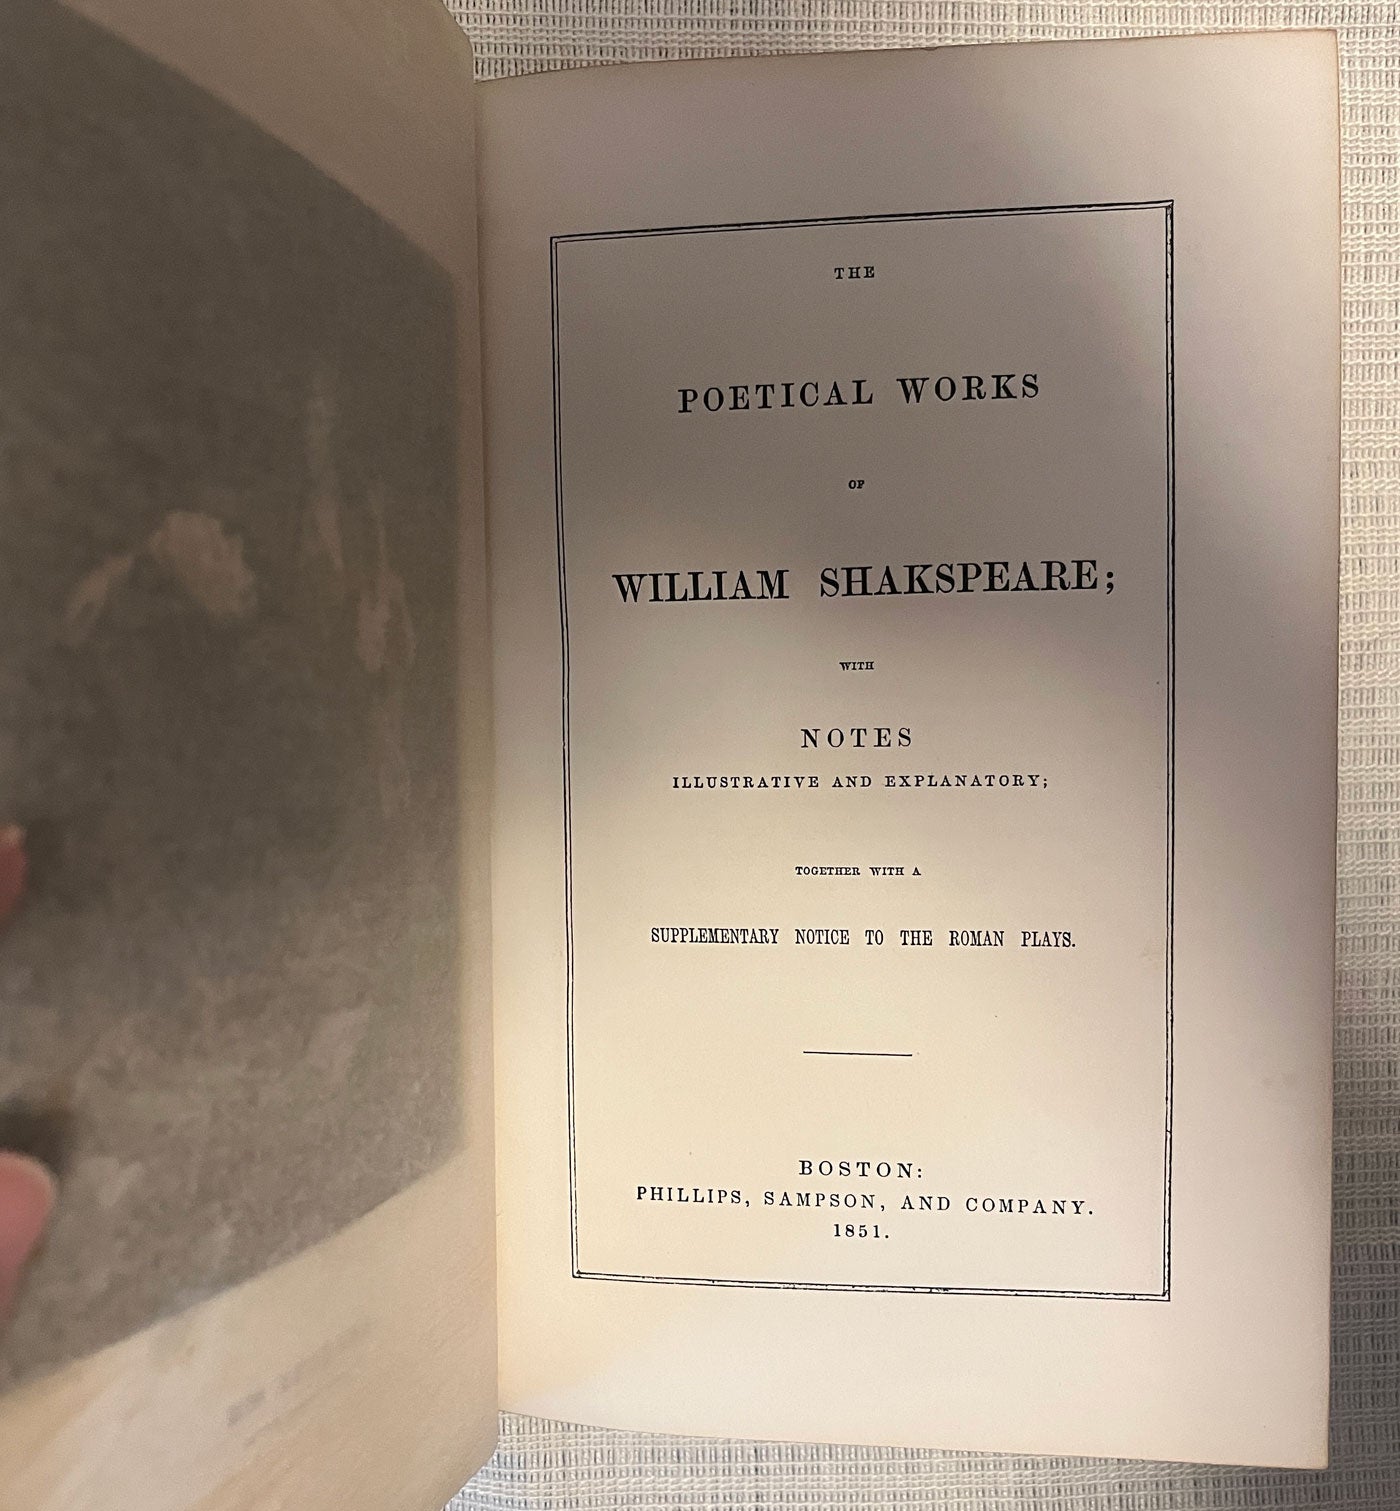 THE
POETICAL WORKS
OF
WILLIAM SHAKSPEARE;
WITH
NOTES
ILLUSTRATIVE AND EXPLANATORY;
TOGETHER WITH A
SUPPLEMENTARY NOTICE TO THE ROMAN PLAYS.
BOSTON:
PHILLIPS, SAMPSON, AND COMPANY.
1851.